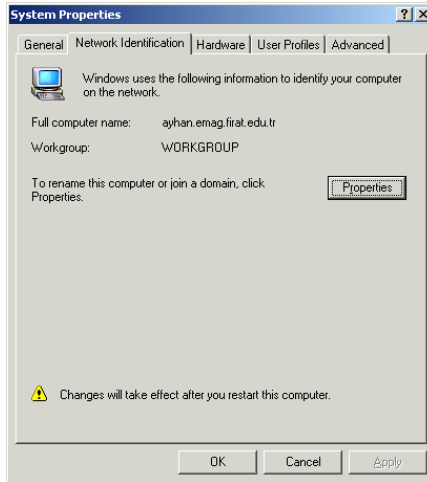 System Properties
General Network Identification Hardware User Profiles Advanced
Windows uses the following information to identify your computer
on the network.
Full computer name: ayhan.emag.firat.edu.tr
Workgroup: WORKGROUP
To rename this computer or join a domain, click
Properties.
Properties
Changes will take effect after you restart this computer.
OK Cancel Apply